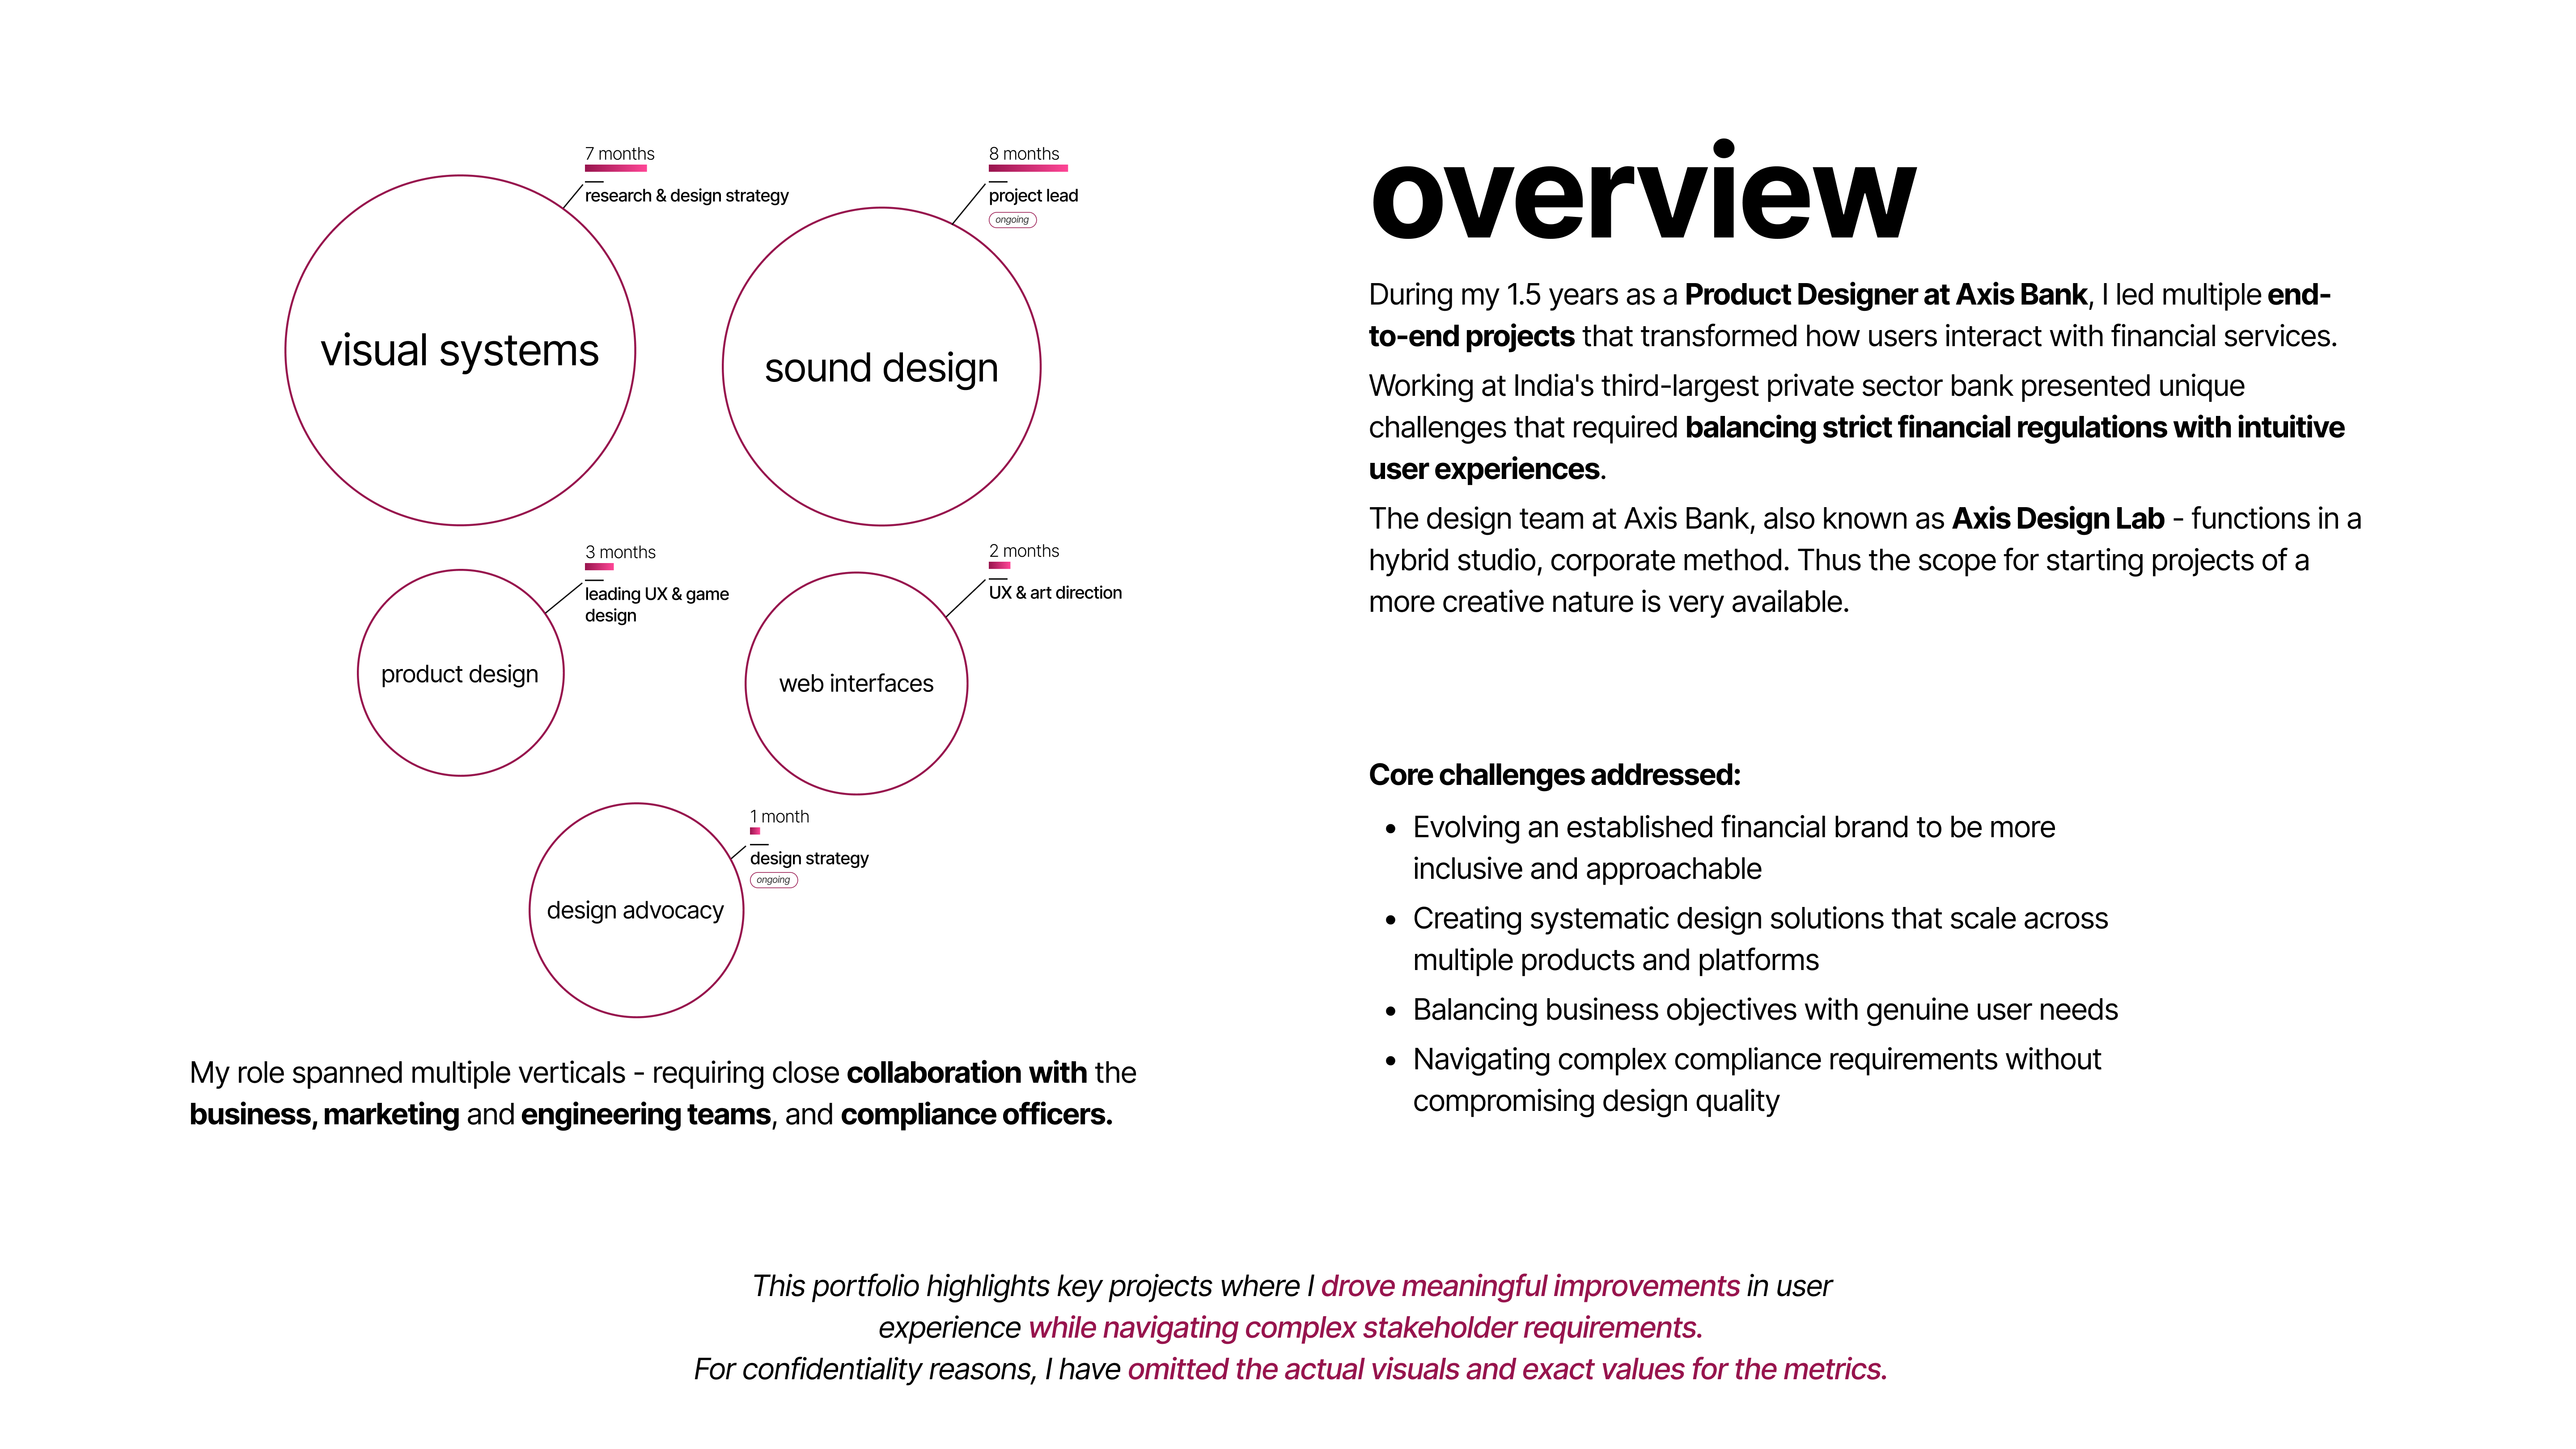 7 months
research & design strategy
visual systems
8 months
project lead
ongoing
sound design
3 months
leading UX & game
design
product design
2 months
UX & art direction
web interfaces
1 month
design strategy
ongoing
design advocacy
My role spanned multiple verticals - requiring close collaboration with the
business, marketing and engineering teams, and compliance officers.
overview
During my 1.5 years as a Product Designer at Axis Bank, I led multiple end-
to-end projects that transformed how users interact with financial services.
Working at India's third-largest private sector bank presented unique
challenges that required balancing strict financial regulations with intuitive
user experiences.
The design team at Axis Bank, also known as Axis Design Lab - functions in a
hybrid studio, corporate method. Thus the scope for starting projects of a
more creative nature is very available.
Core challenges addressed:
• Evolving an established financial brand to be more
inclusive and approachable
• Creating systematic design solutions that scale across
multiple products and platforms
• Balancing business objectives with genuine user needs
• Navigating complex compliance requirements without
compromising design quality
This portfolio highlights key projects where I drove meaningful improvements in user
experience while navigating complex stakeholder requirements.
For confidentiality reasons, I have omitted the actual visuals and exact values for the metrics.